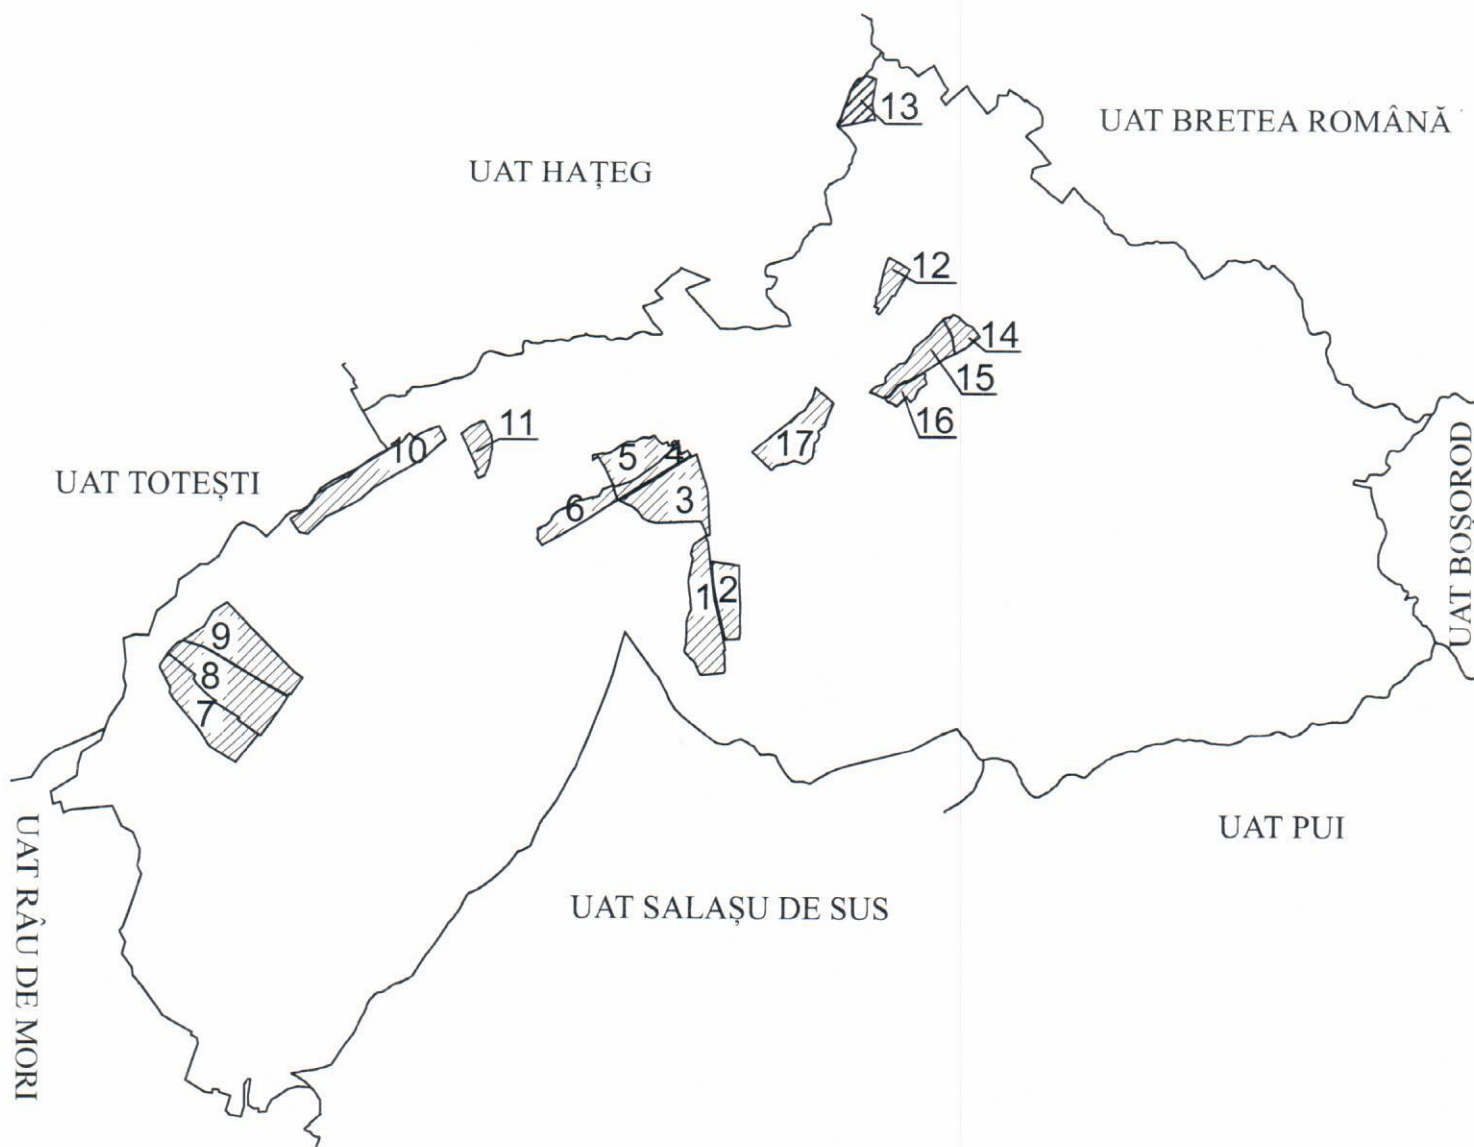 13
UAT BRETEA ROMÂNĂ
UAT HAȚEG
12
14
15
16
17
11
10
5
4
UAT TOTEȘTI
3
6
UAT BOȘOROD
1
2
9
8
7
UAT PUI
UAT RÂU DE MORI
UAT SALAȘU DE SUS